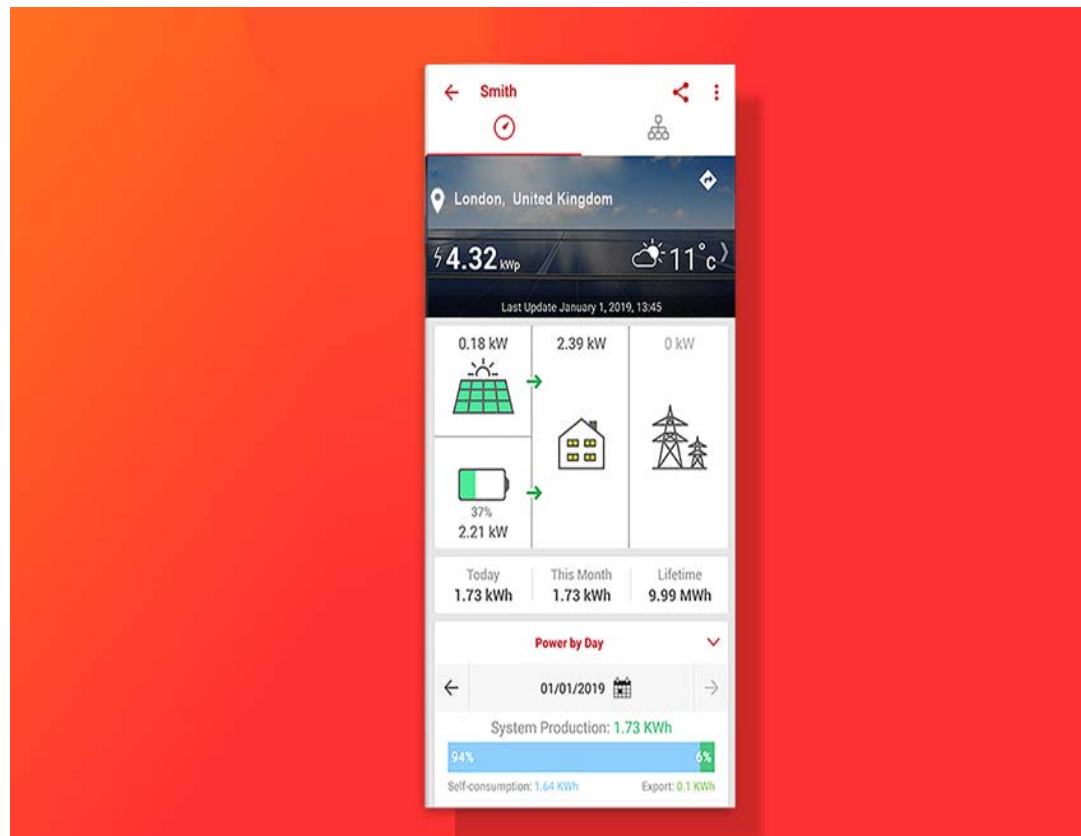 Smith
London, United Kingdom
4.32 kWp
11°c
Last Update January 1, 2019, 13:45
0.18 kW
2.39 kW
0 kW
37%
2.21 kW
Today
This Month
Lifetime
1.73 kWh
1.73 kWh
9.99 MWh
Power by Day
01/01/2019
System Production: 1.73 KWh
94%
6%
Self-consumption: 1.64 KWh
Export: 0.1 KWh